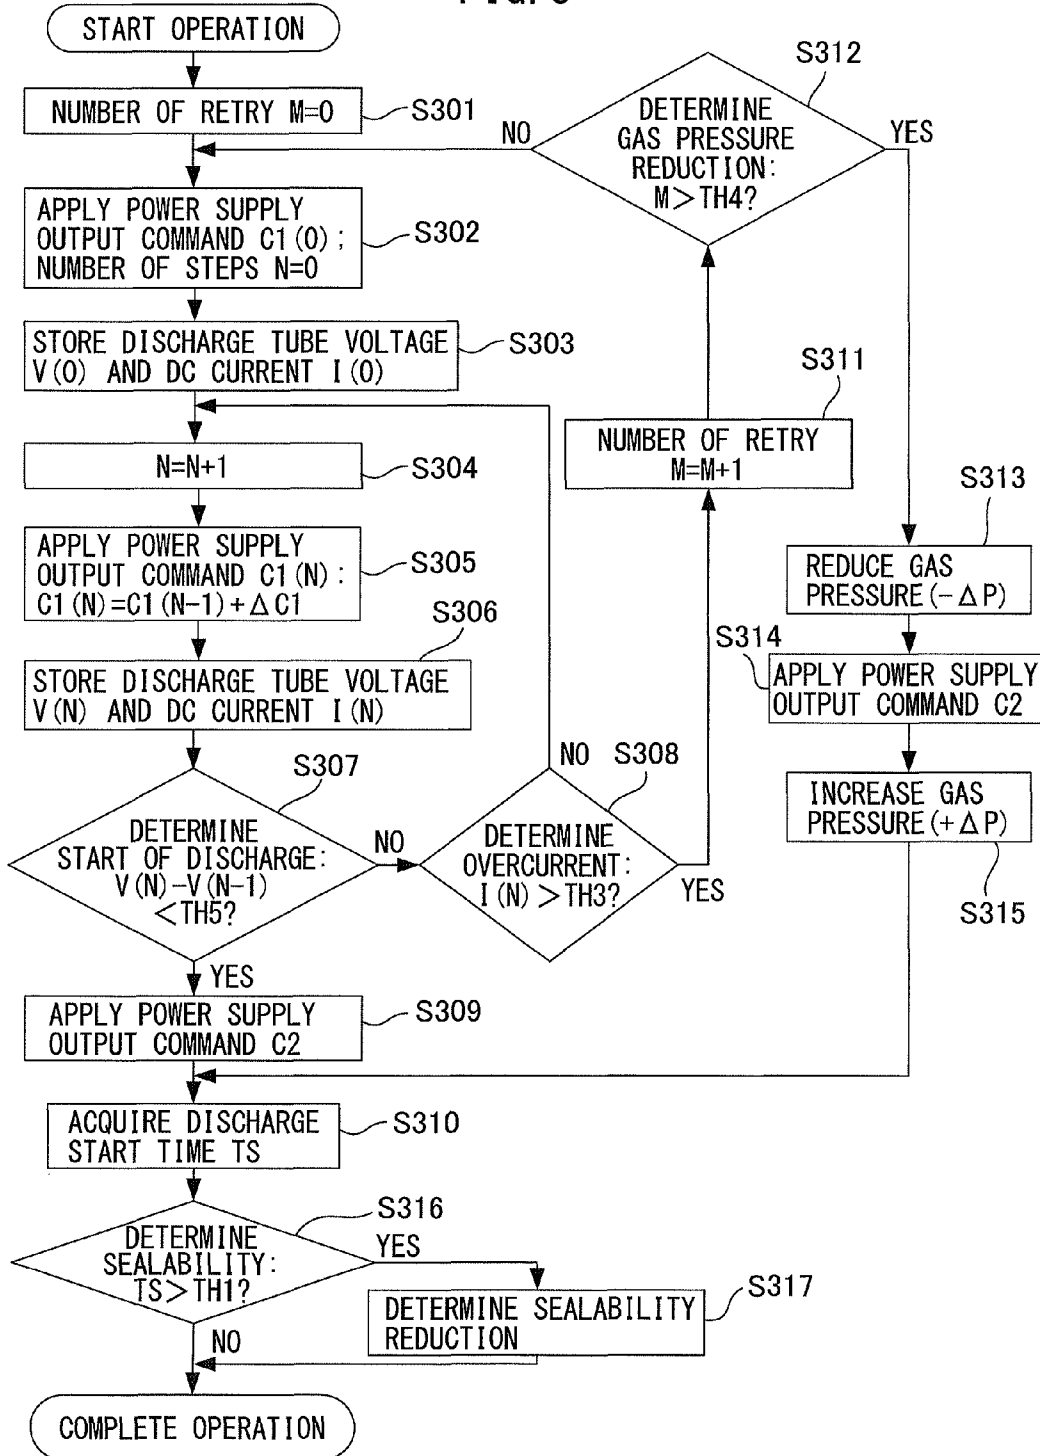 START OPERATION
NUMBER OF RETRY M=0
S301
APPLY POWER SUPPLY
OUTPUT COMMAND C1(0);
NUMBER OF STEPS N=0
S302
STORE DISCHARGE TUBE VOLTAGE
V(0) AND DC CURRENT I(0)
S303
N=N+1
S304
APPLY POWER SUPPLY
OUTPUT COMMAND C1(N):
C1(N)=C1(N-1)+ΔC1
S305
STORE DISCHARGE TUBE VOLTAGE
V(N) AND DC CURRENT I(N)
S306
DETERMINE
START OF DISCHARGE:
V(N)-V(N-1)
<TH5?
S307
NO
YES
DETERMINE
OVERCURRENT:
I(N)>TH3?
S308
NO
YES
APPLY POWER SUPPLY
OUTPUT COMMAND C2
S309
ACQUIRE DISCHARGE
START TIME TS
S310
NUMBER OF RETRY
M=M+1
S311
DETERMINE
GAS PRESSURE
REDUCTION:
M>TH4?
S312
NO
YES
REDUCE GAS
PRESSURE(-ΔP)
S313
APPLY POWER SUPPLY
OUTPUT COMMAND C2
S314
INCREASE GAS
PRESSURE(+ΔP)
S315
DETERMINE
SEALABILITY:
TS>TH1?
S316
YES
NO
DETERMINE SEALABILITY
REDUCTION
S317
COMPLETE OPERATION